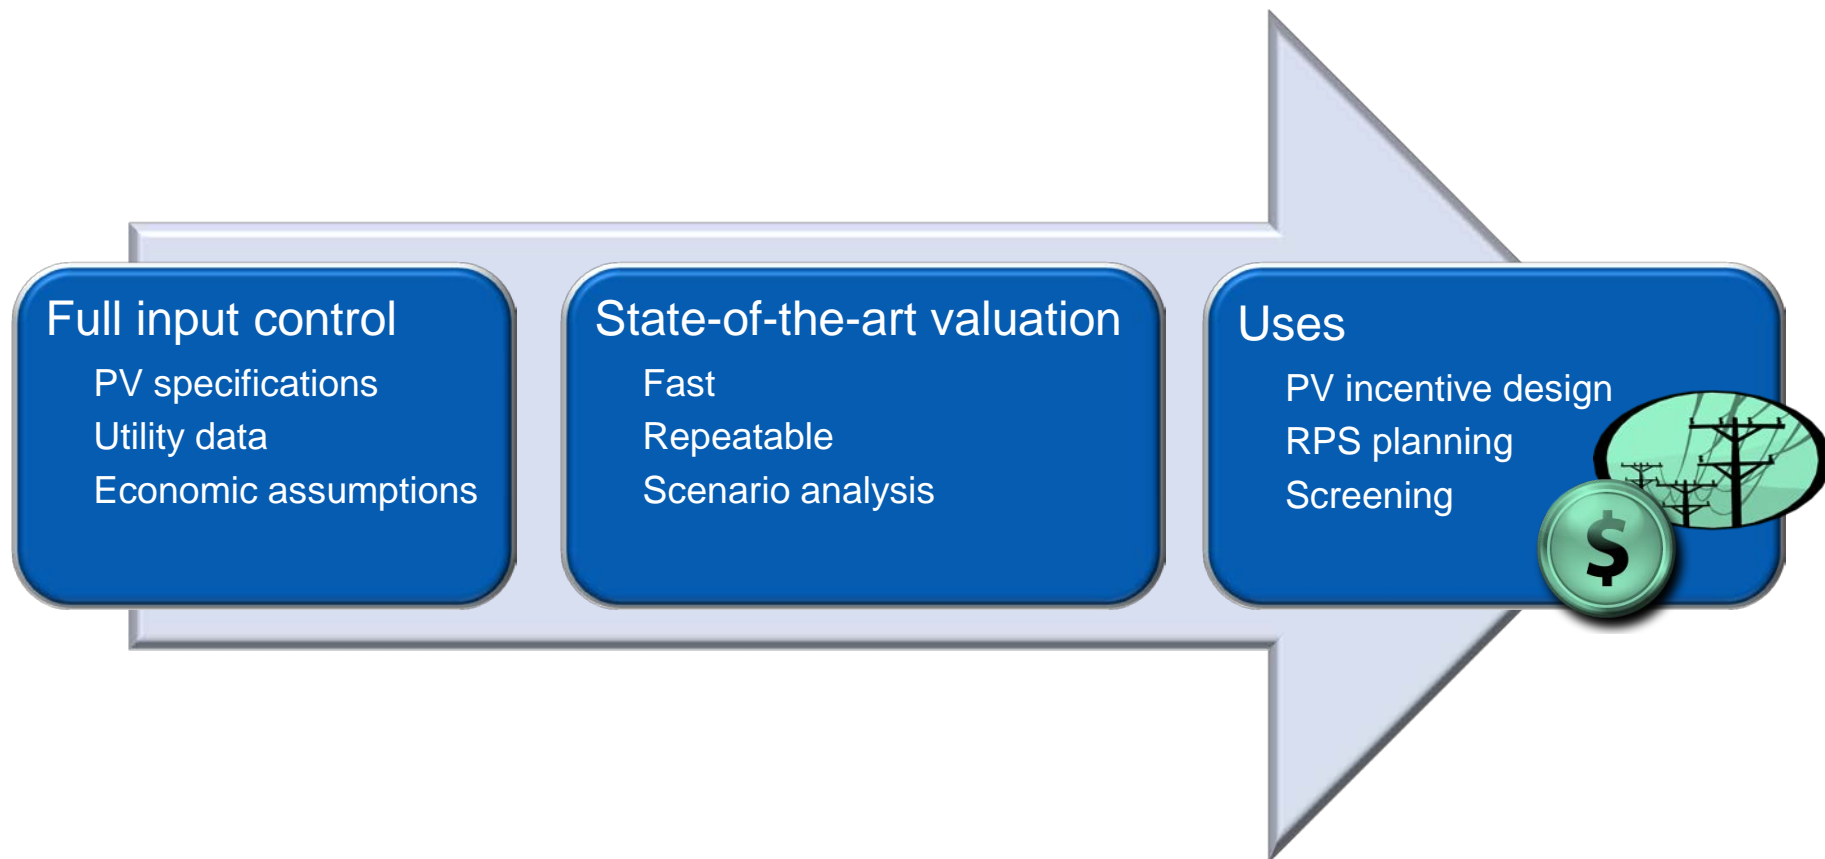 Full input control
PV specifications
Utility data
Economic assumptions
State-of-the-art valuation
Fast
Repeatable
Scenario analysis
Uses
PV incentive design
RPS planning
Screening
$